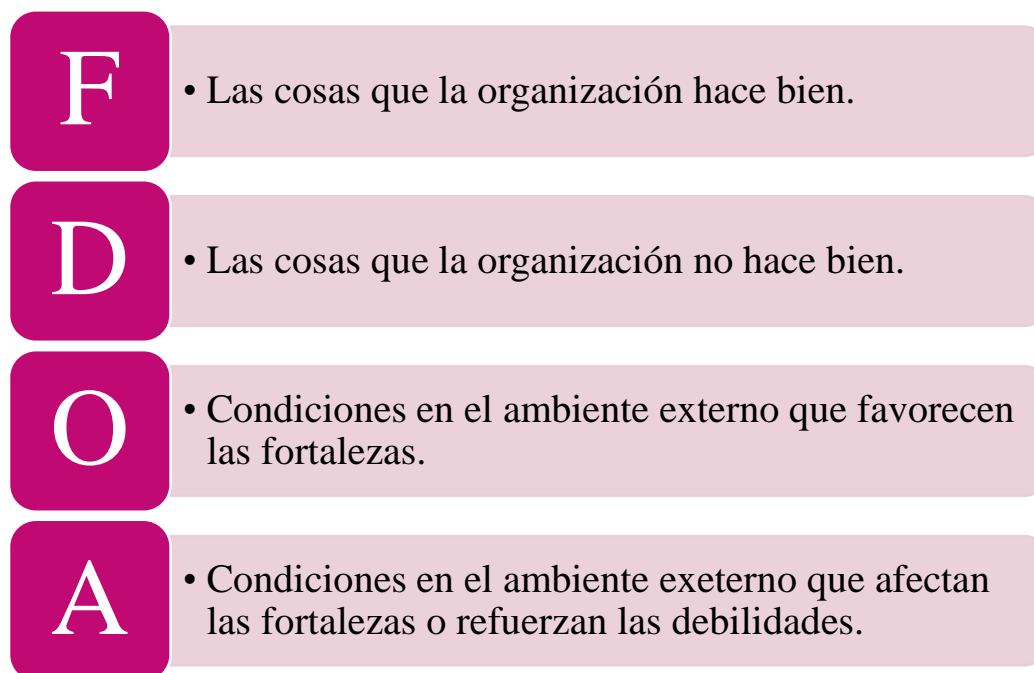 F
• Las cosas que la organización hace bien.
D
• Las cosas que la organización no hace bien.
O
• Condiciones en el ambiente externo que favorecen
las fortalezas.
A
• Condiciones en el ambiente exeterno que afectan
las fortalezas o refuerzan las debilidades.